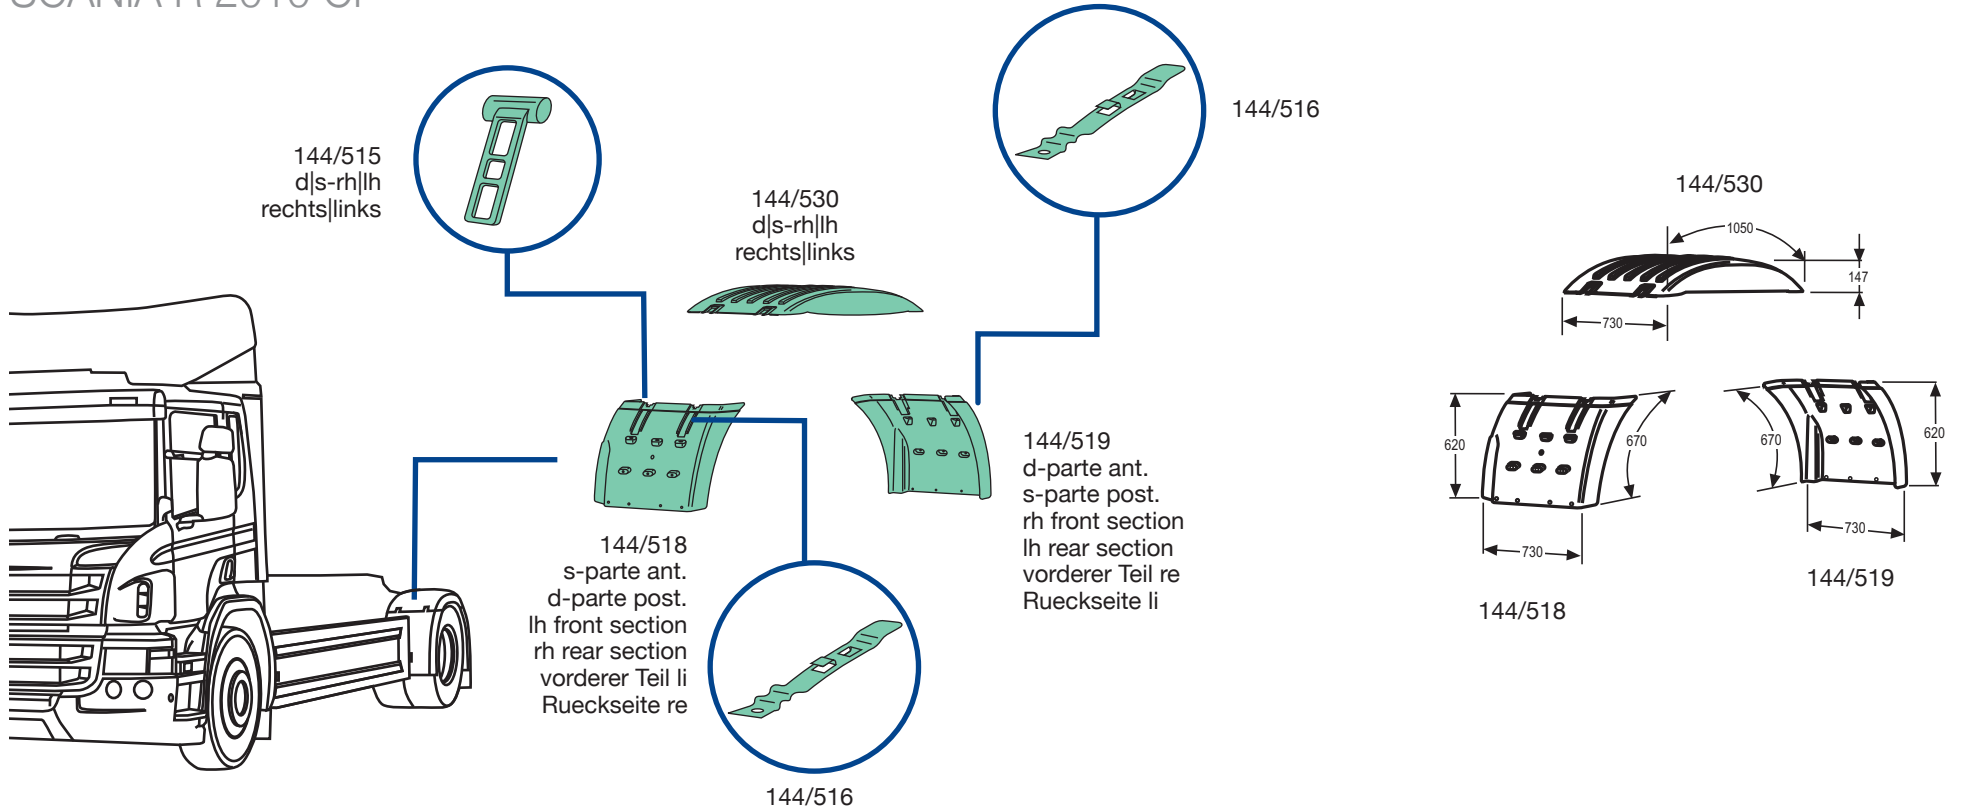 144/515
d|s-rh|lh
rechts|links
144/530
d|s-rh|lh
rechts|links
144/516
144/518
s-parte ant.
d-parte post.
lh front section
rh rear section
vorderer Teil li
Rueckseite re
144/519
d-parte ant.
s-parte post.
rh front section
lh rear section
vorderer Teil re
Rueckseite li
144/516
144/530
1050
147
730
620
670
730
144/518
670
620
730
144/519